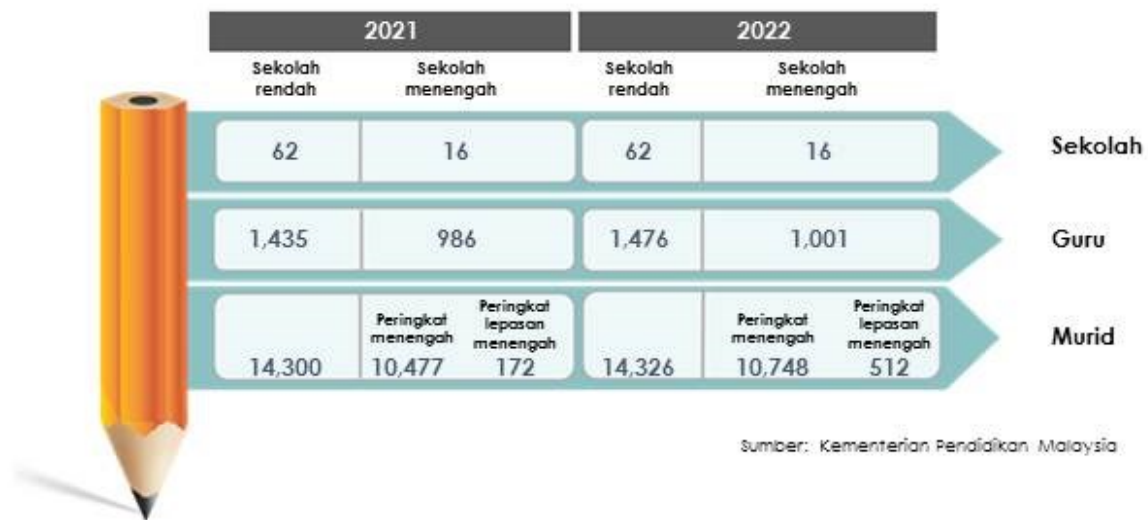 2021 2022
Sekolah rendah Sekolah menengah Sekolah rendah Sekolah menengah
62 16 62 16 Sekolah
1,435 986 1,476 1,001 Guru
Peringkat menengah Peringkat lepasan menengah Peringkat menengah Peringkat lepasan menengah Murid
14,300 10,477 172 14,326 10,748 512
Sumber: Kementerian Pendidikan Malaysia